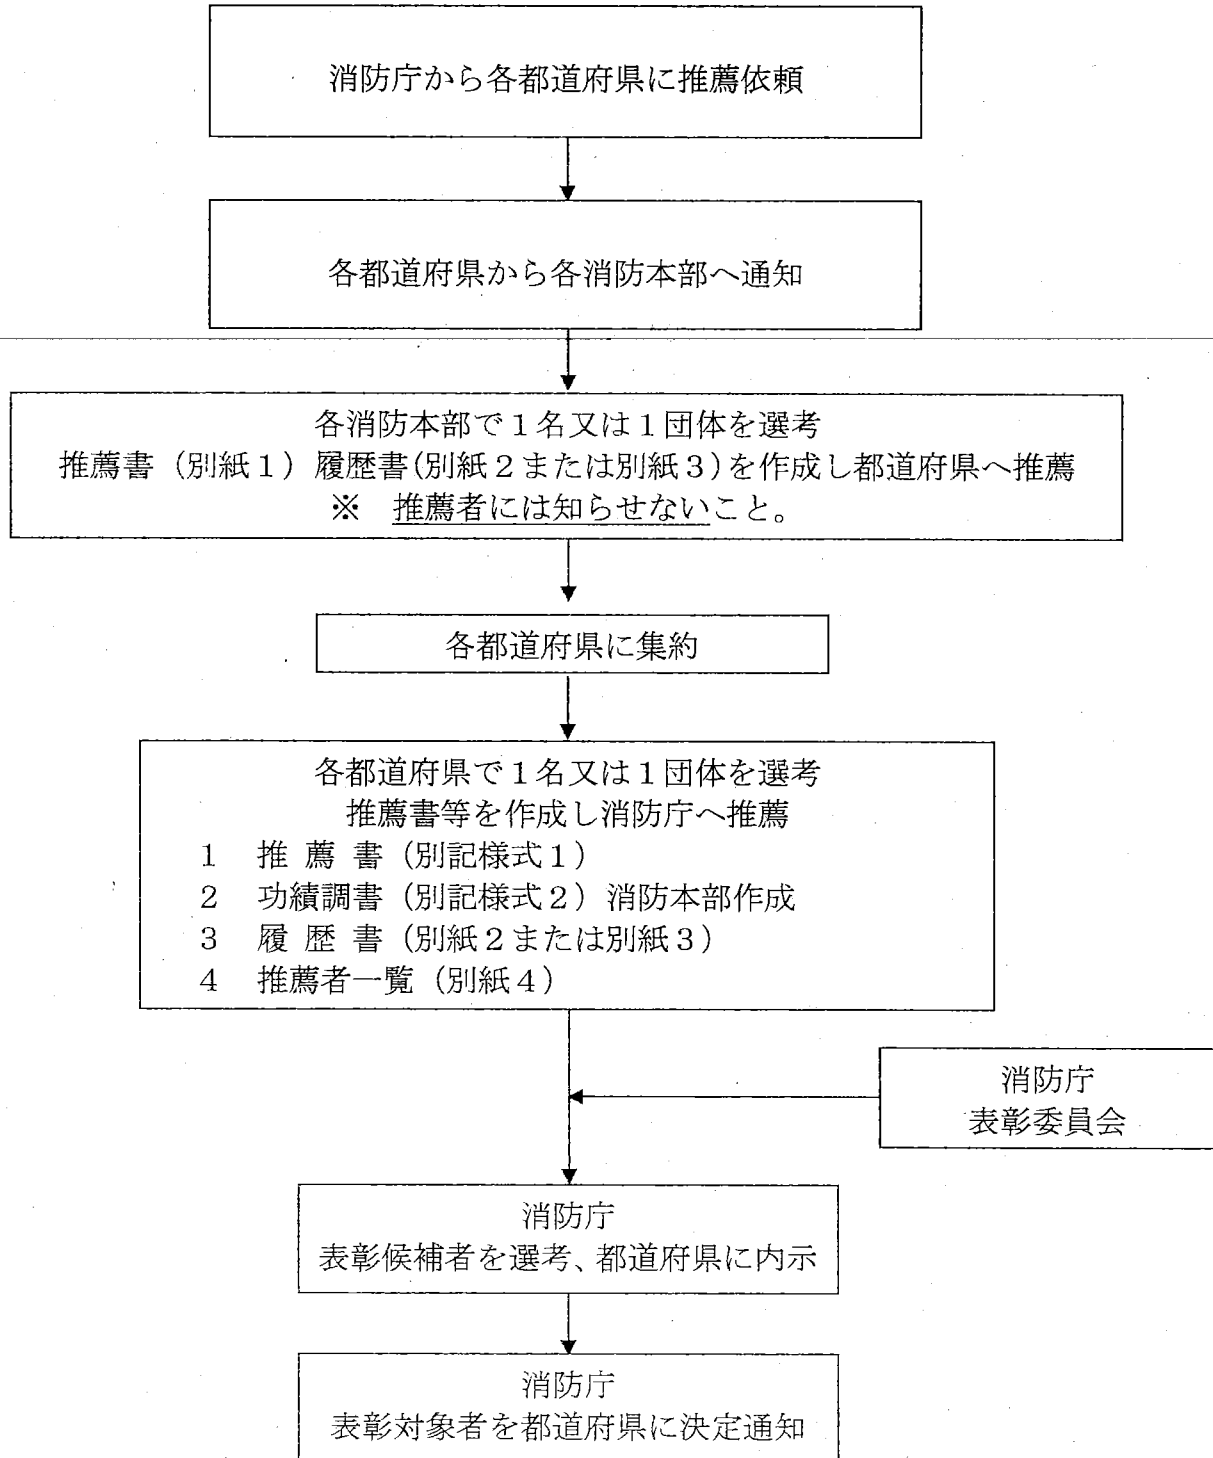 消防庁から各都道府県に推薦依頼
各都道府県から各消防本部へ通知
各消防本部で１名又は１団体を選考
推薦書（別紙１）履歴書（別紙２または別紙３）を作成し都道府県へ推薦
※　推薦者には知らせないこと。
各都道府県に集約
各都道府県で１名又は１団体を選考
推薦書等を作成し消防庁へ推薦
１　推 薦 書（別記様式１）
２　功績調書（別記様式２）消防本部作成
３　履 歴 書（別紙２または別紙３）
４　推薦者一覧（別紙４）
消防庁
表彰委員会
消防庁
表彰候補者を選考、都道府県に内示
消防庁
表彰対象者を都道府県に決定通知